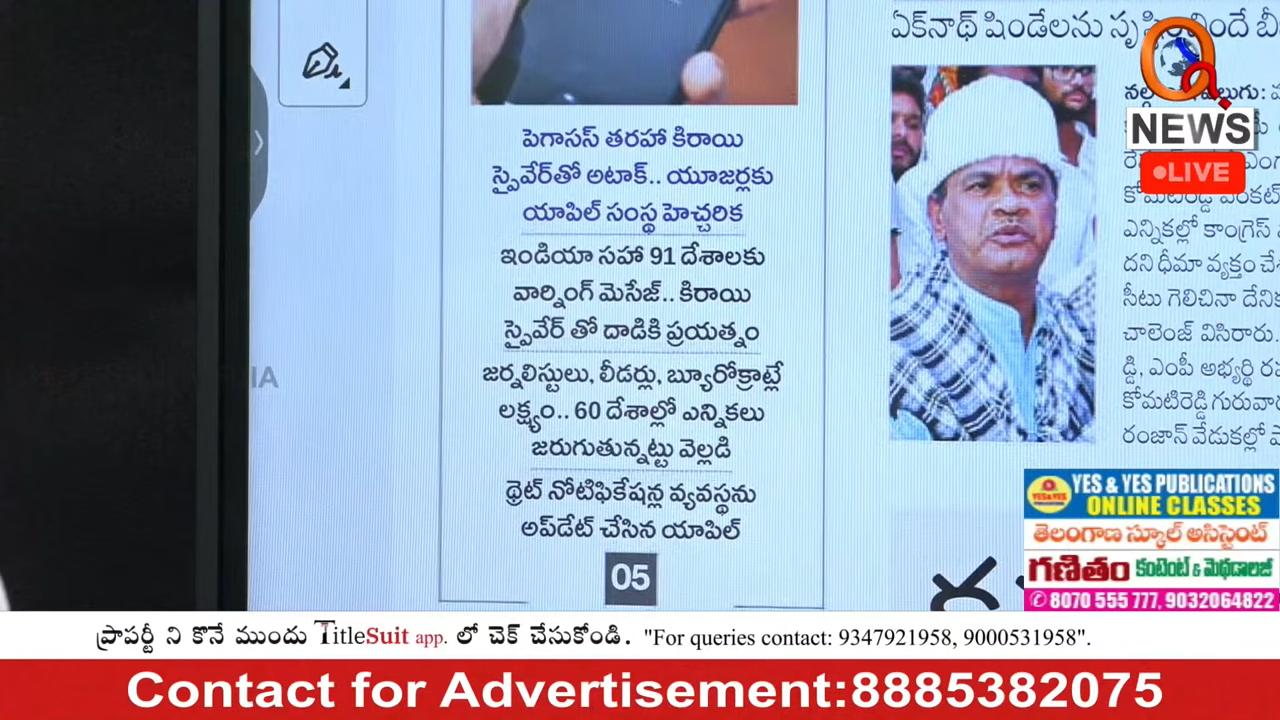 పెగాసస్ తరహా కిరాయి
స్పైవేర్‌తో అటాక్.. యూజర్లకు
యాపిల్ సంస్థ హెచ్చరిక
ఇండియా సహా 91 దేశాలకు
వార్నింగ్ మెసేజ్.. కిరాయి
స్పైవేర్ తో దాడికి ప్రయత్నం
జర్నలిస్టులు, లీడర్లు, బ్యూరోక్రాట్లే
లక్ష్యం.. 60 దేశాల్లో ఎన్నికలు
జరుగుతున్నట్టు వెల్లడి
థ్రెట్ నోటిఫికేషన్ల వ్యవస్థను
అప్‌డేట్ చేసిన యాపిల్
05
ఏక్‌నాథ్ షిండేలను
ఎన్నికల్లో కాంగ్రెస్
దని ధీమా వ్యక్తం
సీటు గెలిచినా
చాలెంజ్ విసిరారు.
డ్డి, ఎంపీ అభ్యర్థి
కోమటిరెడ్డి
రంజాన్ వేడుకల్లో
Q NEWS
LIVE
YES & YES PUBLICATIONS
ONLINE CLASSES
YES&YES
తెలంగాణ స్కూల్ అసిస్టెంట్
గణితం కంటెంట్ & మెథడాలజీ
8070 555 777, 9032064822
ప్రాపర్టీ ని కొనే ముందు TitleSuit app. లో చెక్ చేసుకోండి. "For queries contact: 9347921958, 9000531958".
Contact for Advertisement:8885382075